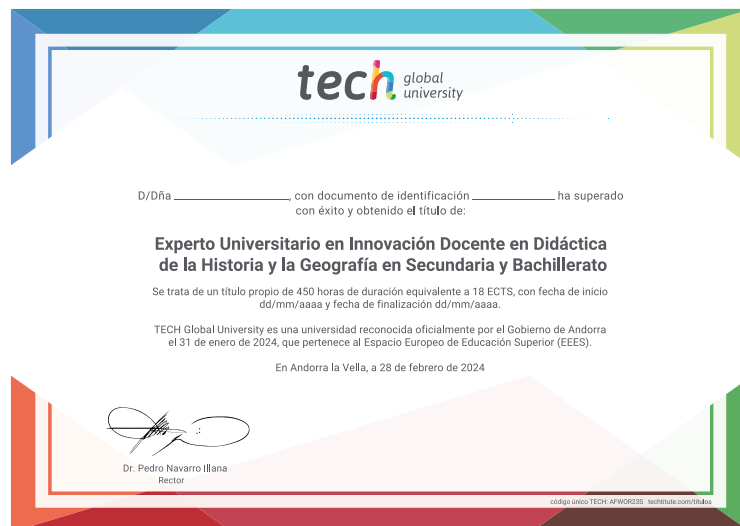 tech global
university
D/Dña ______________, con documento de identificación ______________ ha superado
con éxito y obtenido el título de:
Experto Universitario en Innovación Docente en Didáctica
de la Historia y la Geografía en Secundaria y Bachillerato
Se trata de un título propio de 450 horas de duración equivalente a 18 ECTS, con fecha de inicio
dd/mm/aaaa y fecha de finalización dd/mm/aaaa.
TECH Global University es una universidad reconocida oficialmente por el Gobierno de Andorra
el 31 de enero de 2024, que pertenece al Espacio Europeo de Educación Superior (EEES).
En Andorra la Vella, a 28 de febrero de 2024
Dr. Pedro Navarro Illana
Rector
código único TECH: AFWOR23S techtitute.com/titulos